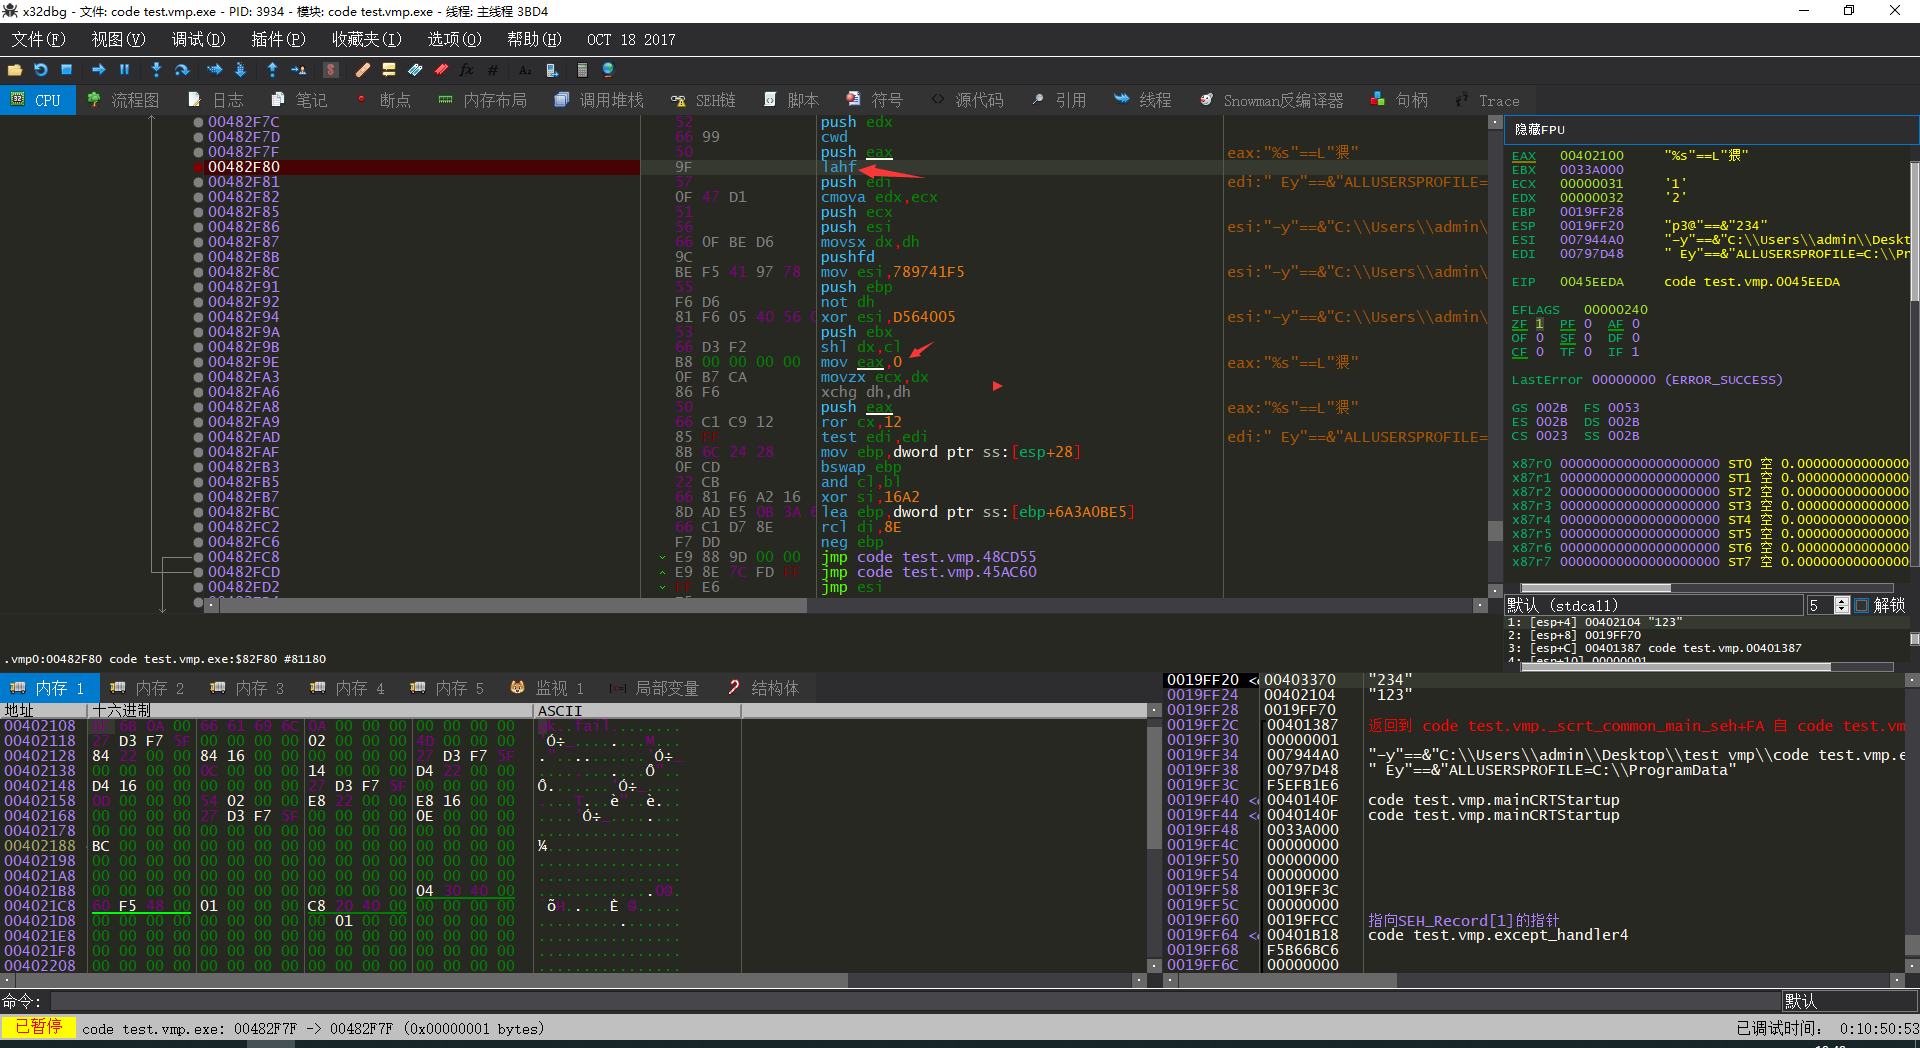 x32dbg - 文件: code test.vmp.exe - PID: 3934 - 模块: code test.vmp.exe - 线程: 主线程 3BD4
文件(F) 视图(V) 调试(D) 插件(P) 收藏夹(I) 选项(O) 帮助(H) OCT 18 2017
CPU 流程图 日志 笔记 断点 内存布局 调用堆栈 SEH链 脚本 符号 源代码 引用 线程 Snowman反编译器 句柄 Trace
00482F7C 52 push edx
00482F7D 66 99 cwd
00482F7F 50 push eax eax:"%s"==L"猥"
00482F80 9F lahf
00482F81 57 push edi edi:" Ey"==&"ALLUSERSPROFILE=
00482F82 0F 47 D1 cmova edx,ecx
00482F85 51 push ecx
00482F86 56 push esi esi:"-y"==&"C:\\Users\\admin\
00482F87 66 0F BE D6 movsx dx,dh
00482F8B 9C pushfd
00482F8C BE F5 41 97 78 mov esi,789741F5 esi:"-y"==&"C:\\Users\\admin\
00482F91 55 push ebp
00482F92 F6 D6 not dh
00482F94 81 F6 05 40 56 xor esi,D564005 esi:"-y"==&"C:\\Users\\admin\
00482F9A 53 push ebx
00482F9B 66 D3 F2 shl dx,cl
00482F9E B8 00 00 00 00 mov eax,0 eax:"%s"==L"猥"
00482FA3 0F B7 CA movzx ecx,dx
00482FA6 86 F6 xchg dh,dh
00482FA8 50 push eax eax:"%s"==L"猥"
00482FA9 66 C1 C9 12 ror cx,12
00482FAD 85 FF test edi,edi edi:" Ey"==&"ALLUSERSPROFILE=
00482FAF 8B 6C 24 28 mov ebp,dword ptr ss:[esp+28]
00482FB3 0F CD bswap ebp
00482FB5 22 CB and cl,bl
00482FB7 66 81 F6 A2 16 xor si,16A2
00482FBC 8D AD E5 0B 3A lea ebp,dword ptr ss:[ebp+6A3A0BE5]
00482FC2 66 C1 D7 8E rcl di,8E
00482FC6 F7 DD neg ebp
00482FC8 E9 88 9D 00 00 jmp code test.vmp.48CD55
00482FCD E9 8E 7C FD FF jmp code test.vmp.45AC60
00482FD2 FF E6 jmp esi
隐藏FPU
EAX 00402100 "%s"==L"猥"
EBX 0033A000
ECX 00000031 '1'
EDX 00000032 '2'
EBP 0019FF28
ESP 0019FF20 "p3@"==&"234"
ESI 007944A0 "-y"==&"C:\\Users\\admin\\Deskt
EDI 00797D48 " Ey"==&"ALLUSERSPROFILE=C:\\Pr
EIP 0045EEDA code test.vmp.0045EEDA
EFLAGS 00000240
ZF 1 PF 0 AF 0
OF 0 SF 0 DF 0
CF 0 TF 0 IF 1
LastError 00000000 (ERROR_SUCCESS)
GS 002B FS 0053
ES 002B DS 002B
CS 0023 SS 002B
x87r0 00000000000000000000 ST0 空 0.00000000000000
x87r1 00000000000000000000 ST1 空 0.00000000000000
x87r2 00000000000000000000 ST2 空 0.00000000000000
x87r3 00000000000000000000 ST3 空 0.00000000000000
x87r4 00000000000000000000 ST4 空 0.00000000000000
x87r5 00000000000000000000 ST5 空 0.00000000000000
x87r6 00000000000000000000 ST6 空 0.00000000000000
x87r7 00000000000000000000 ST7 空 0.00000000000000
默认 (stdcall) 5 解锁
1: [esp+4] 00402104 "123"
2: [esp+8] 0019FF70
3: [esp+C] 00401387 code test.vmp.00401387
4: [esp+10] 00000001
.vmp0:00482F80 code test.vmp.exe:$82F80 #81180
内存 1 内存 2 内存 3 内存 4 内存 5 监视 1 局部变量 结构体
地址 十六进制 ASCII
00402108 6F 6B 0A 00 66 61 69 6C 0A 00 00 00 00 00 00 00
00402118 27 D3 F7 5F 00 00 00 00 02 00 00 00 4D 00 00 00
00402128 84 22 00 00 84 16 00 00 00 00 00 00 27 D3 F7 5F
00402138 00 00 00 00 0C 00 00 00 14 00 00 00 D4 22 00 00
00402148 D4 16 00 00 00 00 00 00 27 D3 F7 5F 00 00 00 00
00402158 0D 00 00 00 54 02 00 00 E8 22 00 00 E8 16 00 00
00402168 00 00 00 00 27 D3 F7 5F 00 00 00 00 0E 00 00 00
00402178 00 00 00 00 00 00 00 00 00 00 00 00 00 00 00 00
00402188 BC 00 00 00 00 00 00 00 00 00 00 00 00 00 00 00
00402198 00 00 00 00 00 00 00 00 00 00 00 00 00 00 00 00
004021A8 00 00 00 00 00 00 00 00 00 00 00 00 00 00 00 00
004021B8 00 00 00 00 00 00 00 00 00 00 00 00 04 30 40 00
004021C8 60 F5 48 00 01 00 00 00 C8 20 40 00 00 00 00 00
004021D8 00 00 00 00 00 00 00 00 00 01 00 00 00 00 00 00
004021E8 00 00 00 00 00 00 00 00 00 00 00 00 00 00 00 00
004021F8 00 00 00 00 00 00 00 00 00 00 00 00 00 00 00 00
00402208 00 00 00 00 00 00 00 00 00 00 00 00 00 00 00 00
0019FF20 00403370 "234"
0019FF24 00402104 "123"
0019FF28 0019FF70
0019FF2C 00401387 返回到 code test.vmp._scrt_common_main_seh+FA 自 code test.vm
0019FF30 00000001
0019FF34 007944A0 "-y"==&"C:\\Users\\admin\\Desktop\\test vmp\\code test.vmp.e
0019FF38 00797D48 " Ey"==&"ALLUSERSPROFILE=C:\\ProgramData"
0019FF3C F5EFB1E6
0019FF40 0040140F code test.vmp.mainCRTStartup
0019FF44 0040140F code test.vmp.mainCRTStartup
0019FF48 0033A000
0019FF4C 00000000
0019FF50 00000000
0019FF54 00000000
0019FF58 0019FF3C
0019FF5C 00000000
0019FF60 0019FFCC 指向SEH_Record[1]的指针
0019FF64 00401B18 code test.vmp.except_handler4
0019FF68 F5B66BC6
0019FF6C 00000000
命令: 默认
已暂停 code test.vmp.exe: 00482F7F -> 00482F7F (0x00000001 bytes) 已调试时间: 0:10:50:53